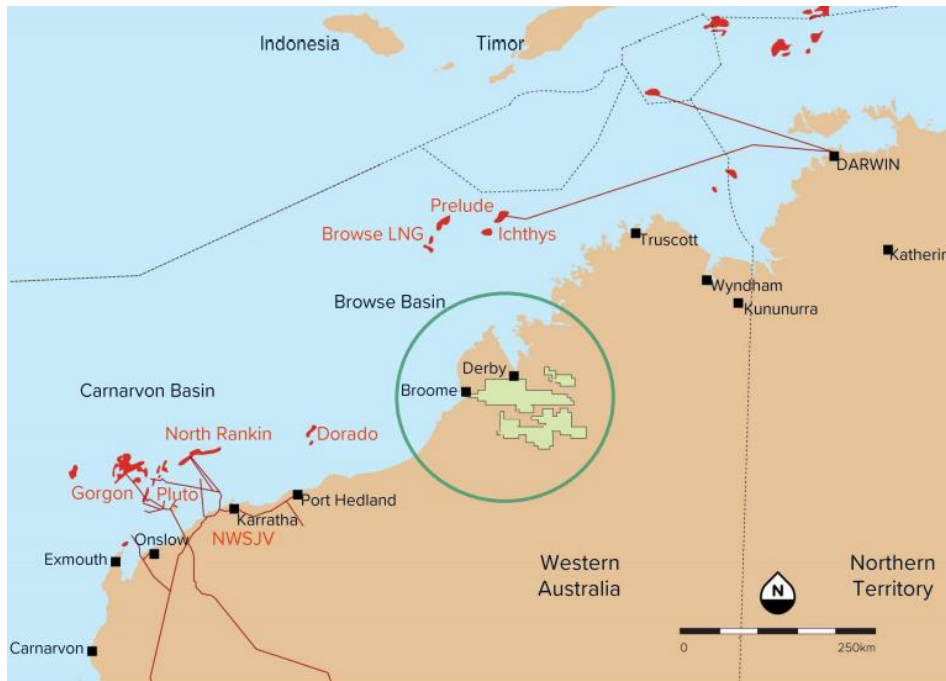 Indonesia
Timor
DARWIN
Prelude
Browse LNG
Ichthys
Truscott
Katherin
Wyndham
Kununurra
Browse Basin
Derby
Broome
Carnarvon Basin
North Rankin
Dorado
Gorgon
Pluto
Port Hedland
Karratha
NWSJV
Onslow
Exmouth
Western
Australia
Northern
Territory
N
0
250km
Carnarvon